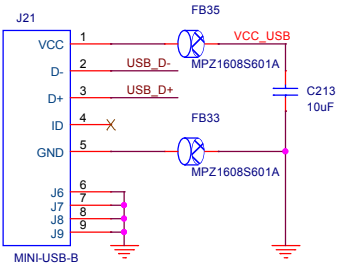 J21
FB35
VCC 1
VCC_USB
D- 2 USB_D-
MPZ1608S601A
D+ 3 USB_D+
C213
10uF
ID 4
FB33
GND 5
MPZ1608S601A
J6 6
J7 7
J8 8
J9 9
MINI-USB-B